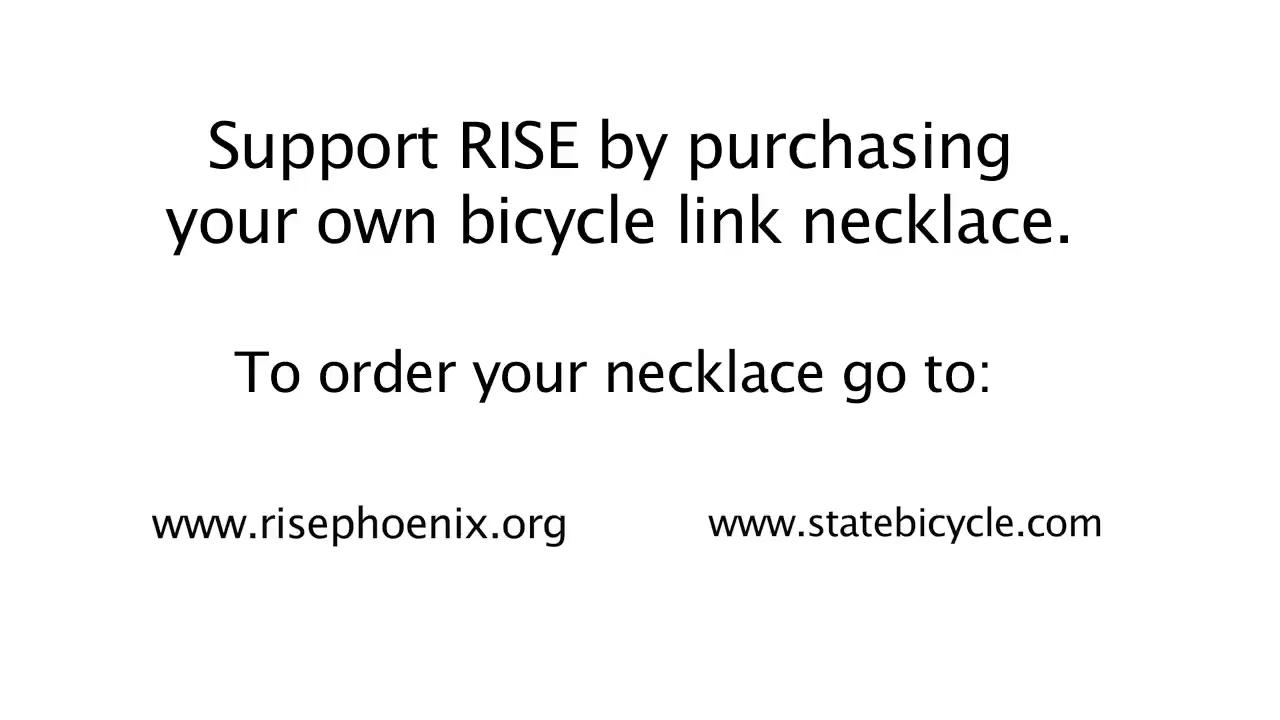 Support RISE by purchasing
your own bicycle link necklace.
To order your necklace go to:
www.risephoenix.org
www.statebicycle.com